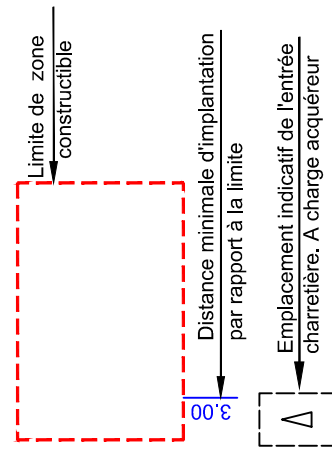 Limite de zone
constructible
Distance minimale d'implantation
par rapport à la limite
3.00
Emplacement indicatif de l'entrée
charretière. A charge acquéreur